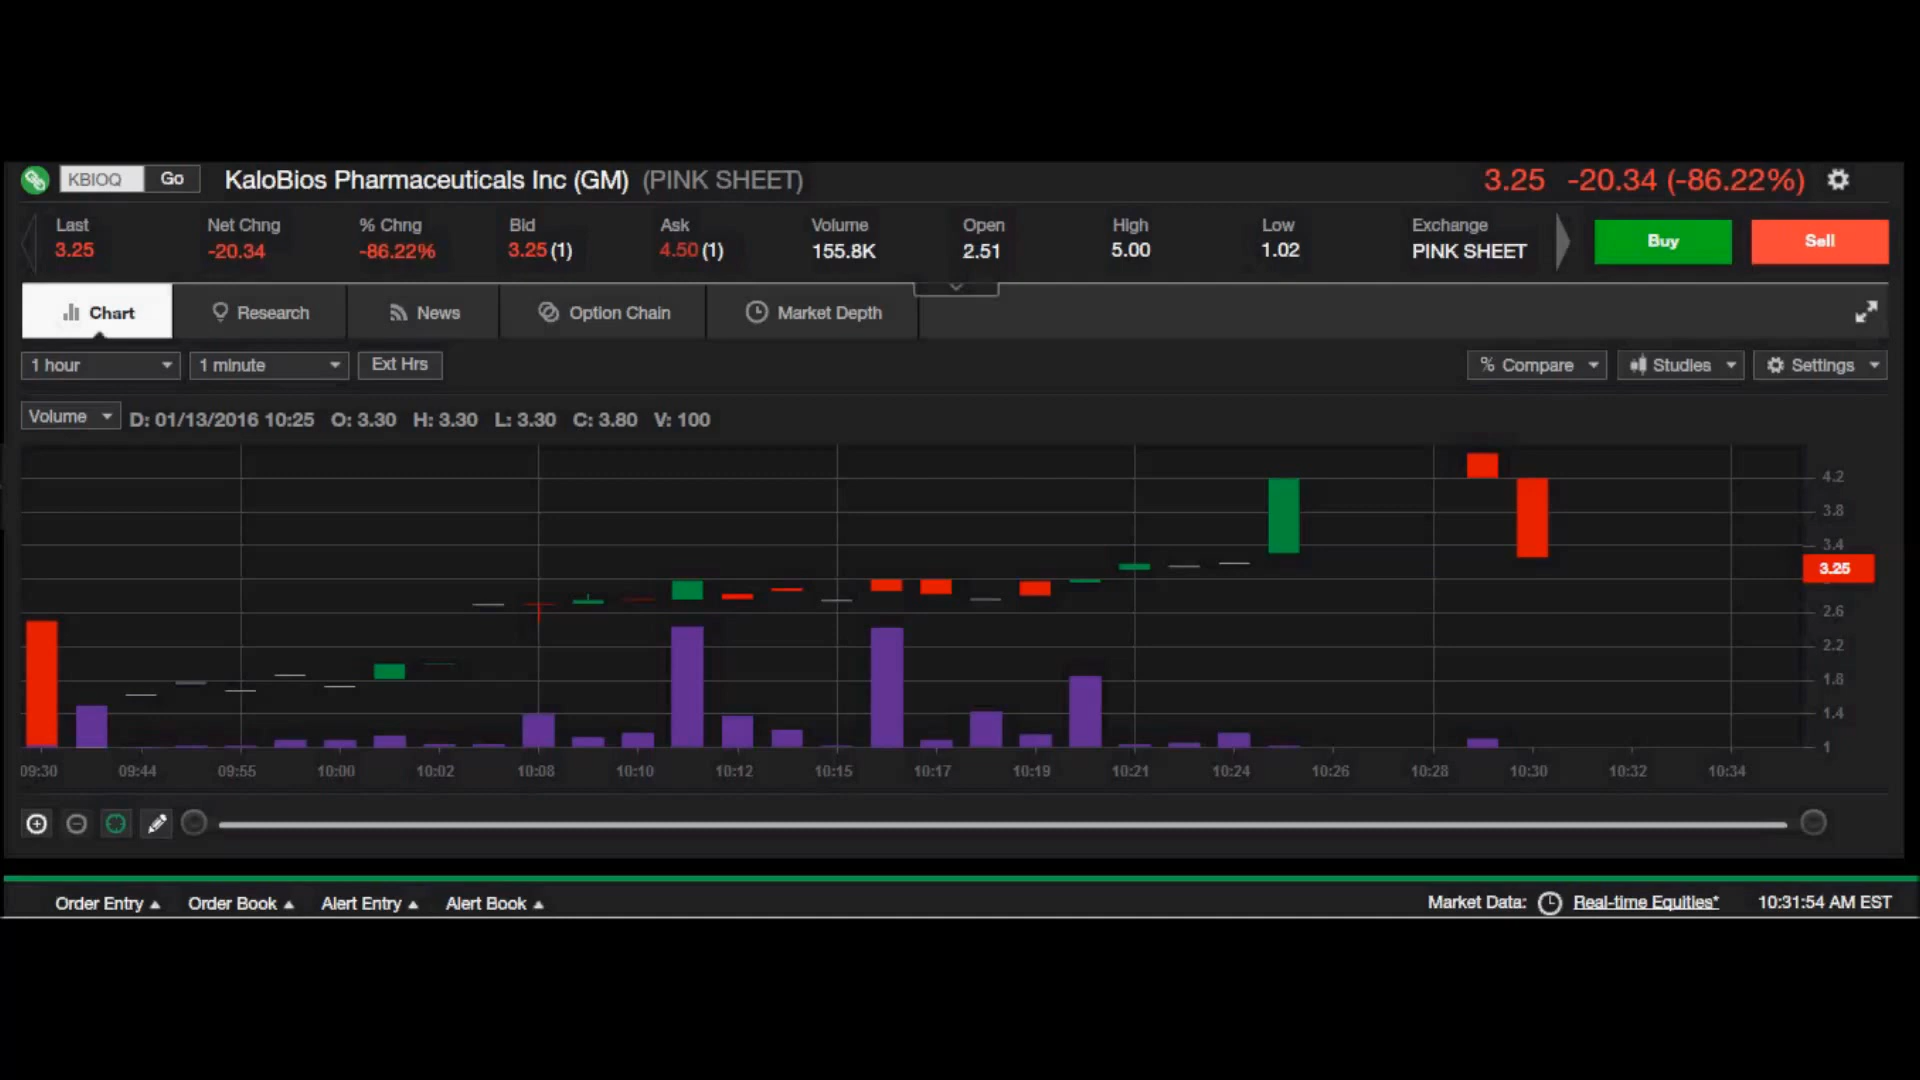 KBIOQ Go KaloBios Pharmaceuticals Inc (GM) (PINK SHEET) 3.25 -20.34 (-86.22%)
Last Net Chng % Chng Bid Ask Volume Open High Low Exchange
3.25 -20.34 -86.22% 3.25 (1) 4.50 (1) 155.8K 2.51 5.00 1.02 PINK SHEET Buy Sell
Chart Research News Option Chain Market Depth
1 hour 1 minute Ext Hrs % Compare Studies Settings
Volume D: 01/13/2016 10:25 O: 3.30 H: 3.30 L: 3.30 C: 3.80 V: 100
4.2
3.8
3.4
3.25
2.6
2.2
1.8
1.4
1
09:30 09:44 09:55 10:00 10:02 10:08 10:10 10:12 10:15 10:17 10:19 10:21 10:24 10:26 10:28 10:30 10:32 10:34
Order Entry Order Book Alert Entry Alert Book Market Data: Real-time Equities* 10:31:54 AM EST